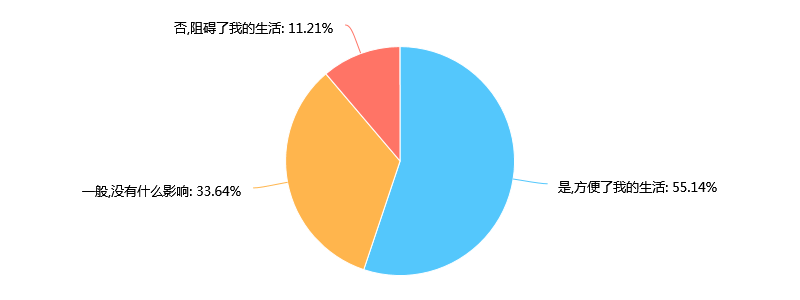 否,阻碍了我的生活: 11.21%
一般,没有什么影响: 33.64%
是,方便了我的生活: 55.14%